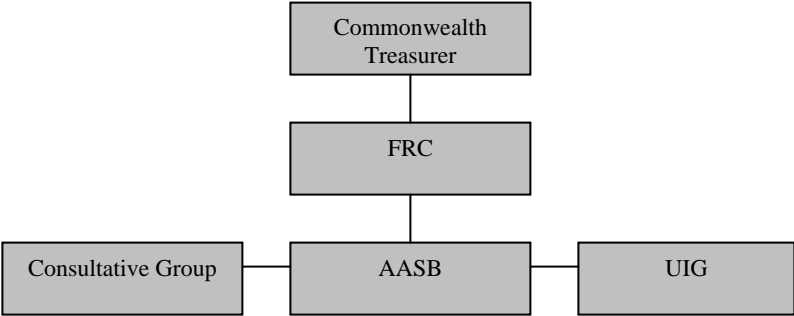 Commonwealth
Treasurer
FRC
Consultative Group
AASB
UIG